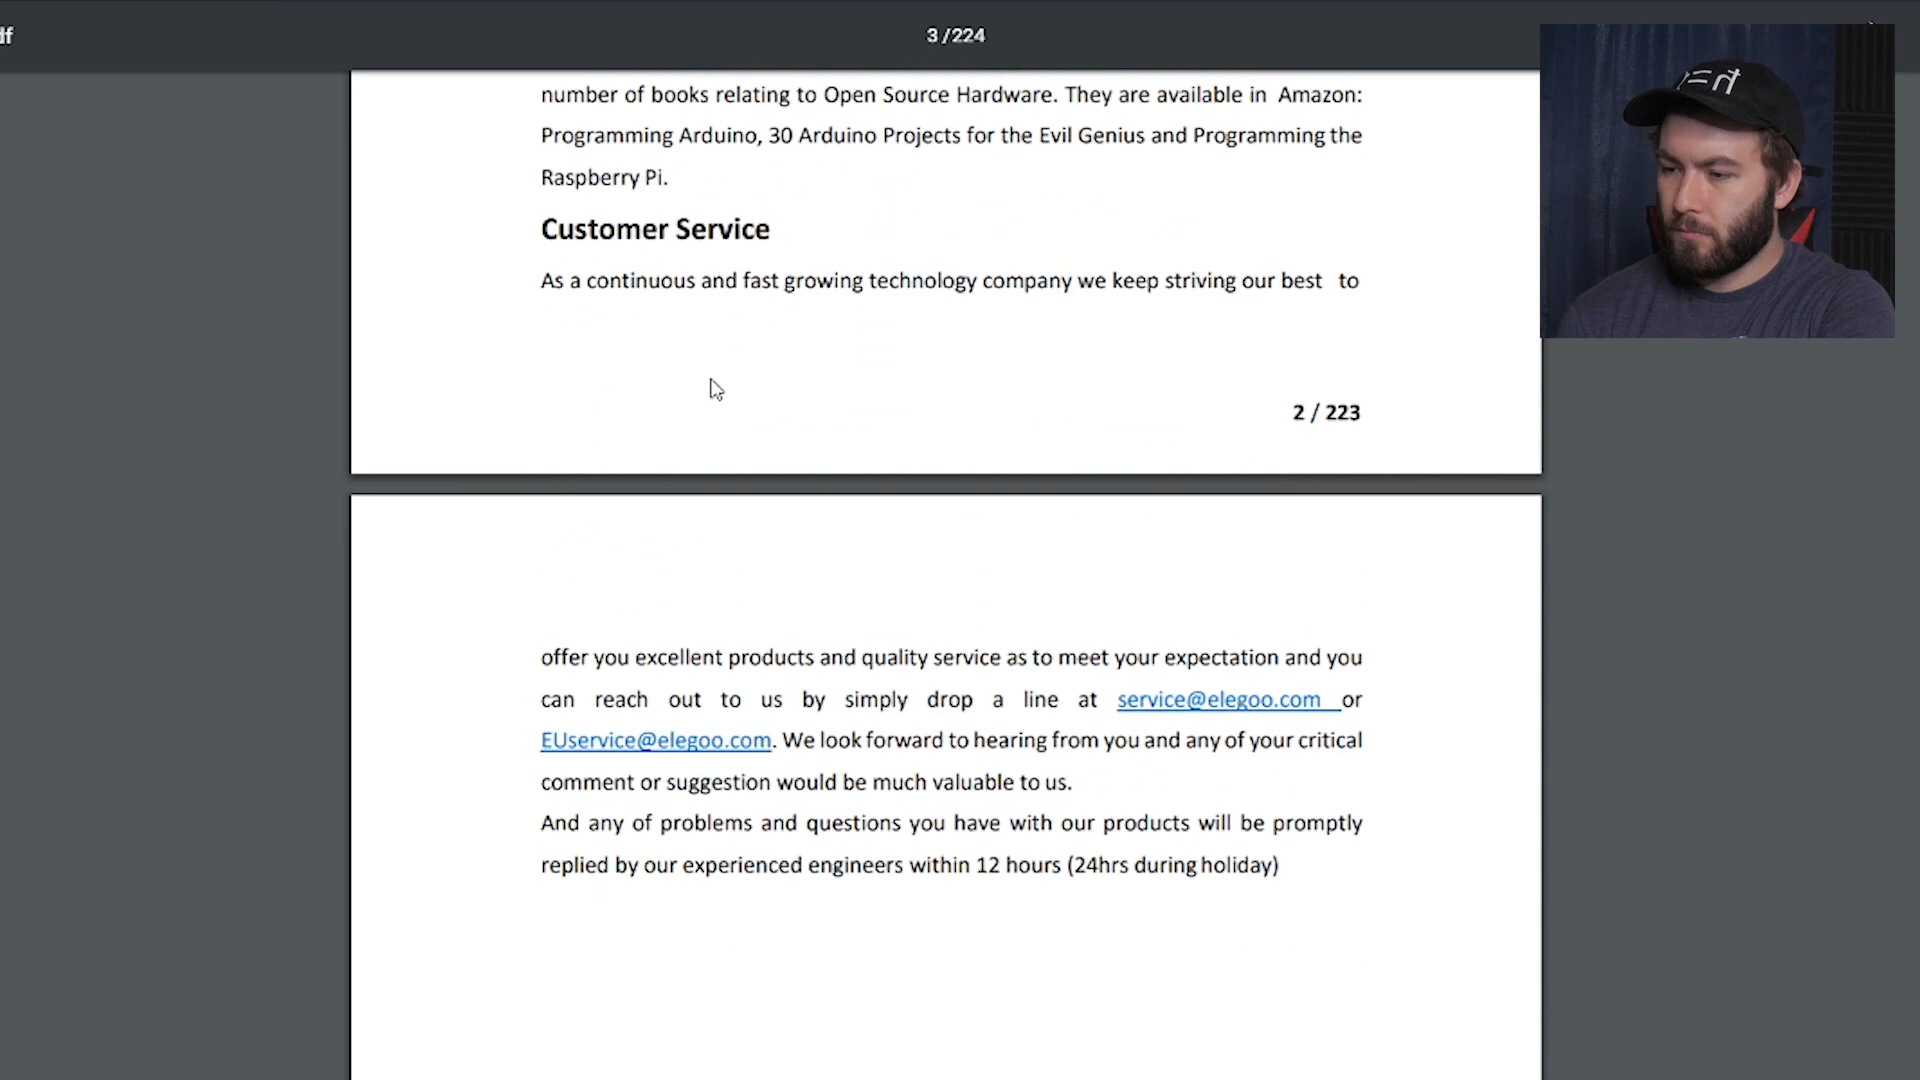 df
3 /224
number of books relating to Open Source Hardware. They are available in Amazon:
Programming Arduino, 30 Arduino Projects for the Evil Genius and Programming the
Raspberry Pi.
Customer Service
As a continuous and fast growing technology company we keep striving our best to
2 / 223
offer you excellent products and quality service as to meet your expectation and you
can reach out to us by simply drop a line at service@elegoo.com or
EUservice@elegoo.com. We look forward to hearing from you and any of your critical
comment or suggestion would be much valuable to us.
And any of problems and questions you have with our products will be promptly
replied by our experienced engineers within 12 hours (24hrs during holiday)